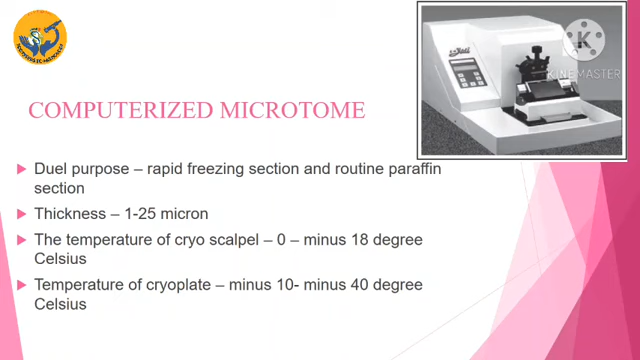 KINEMASTER
COMPUTERIZED MICROTOME
Duel purpose – rapid freezing section and routine paraffin
section
Thickness – 1-25 micron
The temperature of cryo scalpel – 0 – minus 18 degree
Celsius
Temperature of cryoplate – minus 10- minus 40 degree
Celsius